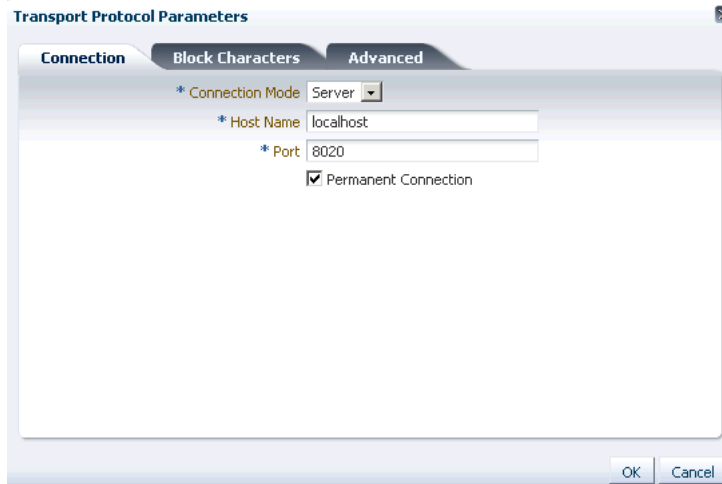 Transport Protocol Parameters
Connection Block Characters Advanced
* Connection Mode Server
* Host Name localhost
* Port 8020
Permanent Connection
OK Cancel